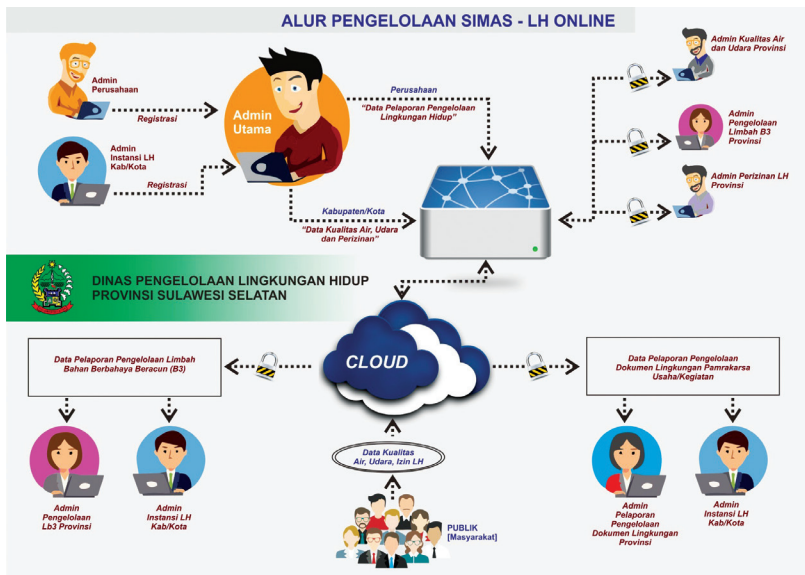 ALUR PENGELOLAAN SIMAS - LH ONLINE
Admin
Perusahaan
Registrasi
Admin
Instansi LH
Kab/Kota
Registrasi
Admin
Utama
Perusahaan
“Data Pelaporan Pengelolaan
Lingkungan Hidup”
Kabupaten/Kota
“Data Kualitas Air, Udara
dan Perizinan”
Admin Kualitas Air
dan Udara Provinsi
Admin
Pengelolaan
Limbah B3
Provinsi
Admin Perizinan LH
Provinsi
DINAS PENGELOLAAN LINGKUNGAN HIDUP
PROVINSI SULAWESI SELATAN
CLOUD
Data Pelaporan Pengelolaan Limbah
Bahan Berbahaya Beracun (B3)
Admin
Pengelolaan
Lb3 Provinsi
Admin
Instansi LH
Kab/Kota
Data Kualitas
Air, Udara, Izin LH
PUBLIK
[Masyarakat]
Data Pelaporan Pengelolaan
Dokumen Lingkungan Pamrakarsa
Usaha/Kegiatan
Admin
Pelaporan
Pengelolaan
Dokumen Lingkungan
Provinsi
Admin
Instansi LH
Kab/Kota